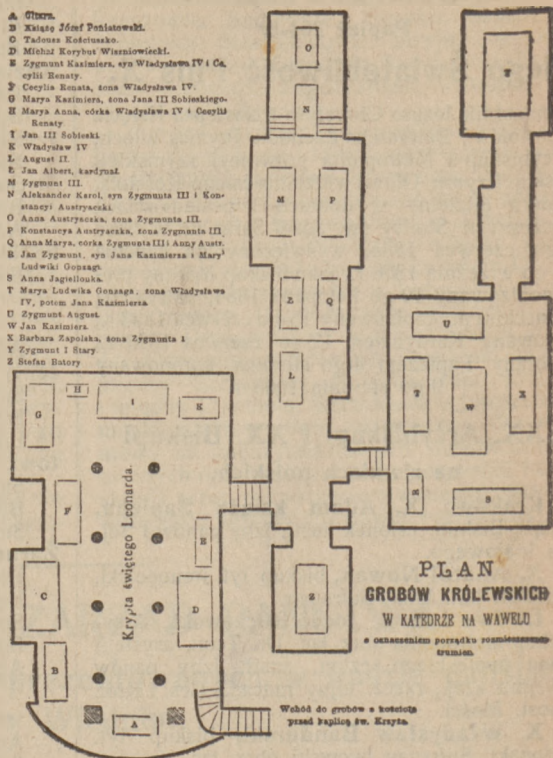 A Ołtarz.
B Książę Józef Poniatowski.
C Tadeusz Kościuszko.
D Michał Korybut Wiszniowiecki.
E Zygmunt Kazimierz, syn Władysława IV i Ce
cylii Renaty.
F Cecylia Renata, żona Władysława IV.
G Marya Kazimiera, żona Jana III Sobieskiego.
H Marya Anna, córka Władysława IV i Cecylii
Renaty
I Jan III Sobieski
K Władysław IV
L August II.
Ł Jan Albert, kardynał.
M Zygmunt III.
N Aleksander Karol, syn Zygmunta III i Kon-
stancyi Austryaczki.
O Anna Austryaczka, żona Zygmunta III.
P Konstancya Austryaczka, żona Zygmunta III
Q Anna Marya, córka Zygmunta III i Anny Austr.
R Jan Zygmunt, syn Jana Kazimierza i Maryi
Ludwiki Gonzagi.
S Anna Jagiellonka.
T Marya Ludwika Gonzaga, żona Władysława
IV, potem Jana Kazimierza.
U Zygmunt August.
W Jan Kazimierz.
X Barbara Zapolska, żona Zygmunta I
Y Zygmunt I Stary.
Z Stefan Batory
O
N
M
P
Ł
Q
L
Z
Y
U
T
W
X
R
S
H
I
K
G
F
E
C
D
B
A
Krypta świętego Leonarda.
PLAN
GROBÓW KRÓLEWSKICH
W KATEDRZE NA WAWELU
z oznaczeniem porządku rozmieszczenia
trumien.
Wchód do grobów z kościoła
przed kaplicą św. Krzyża.